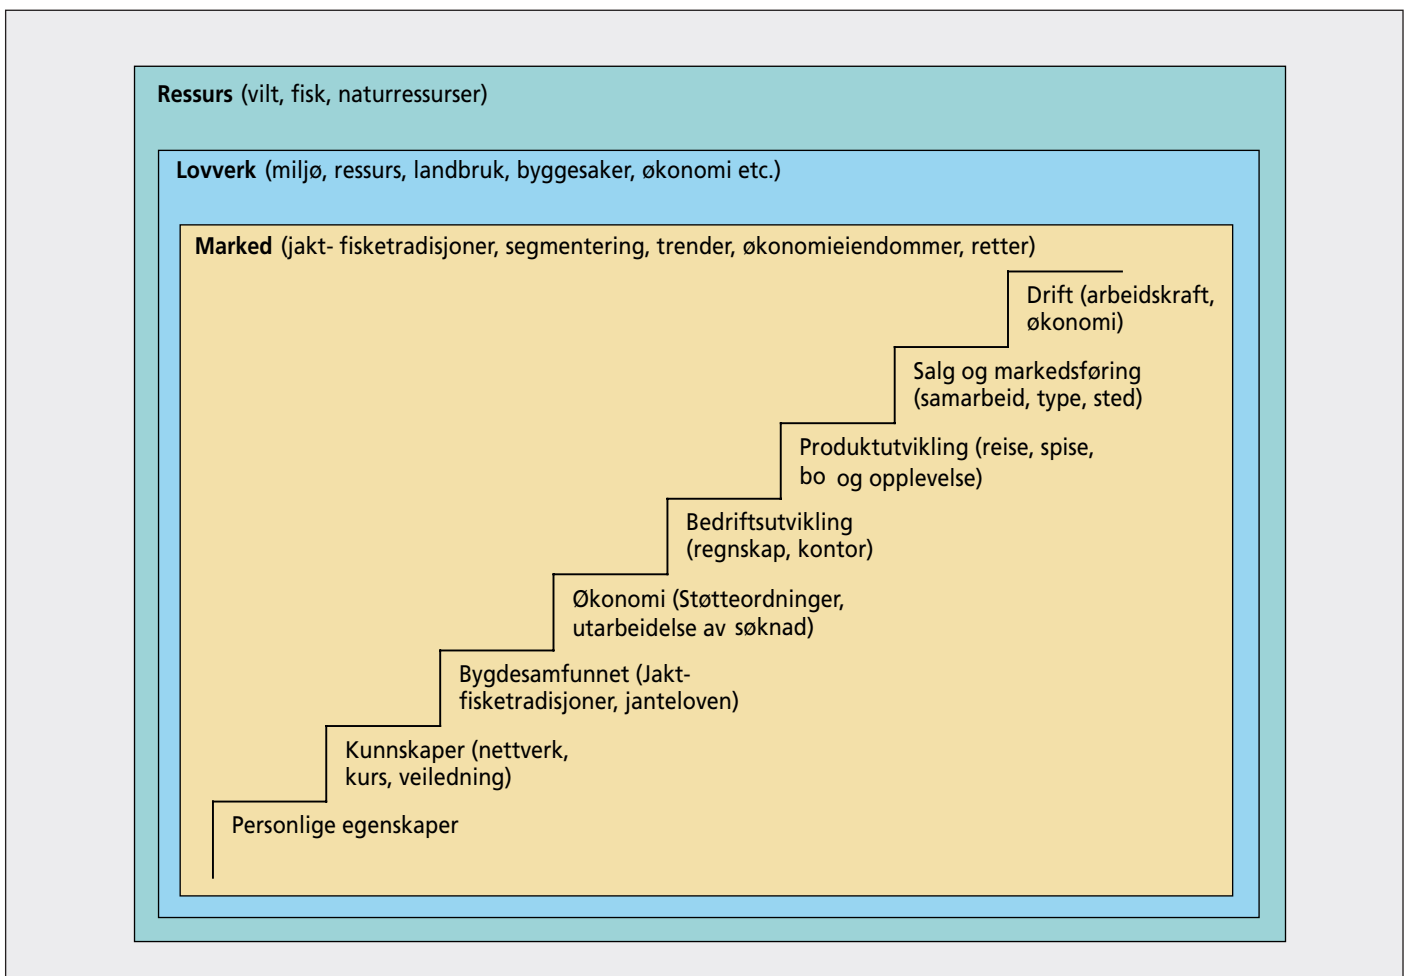 Ressurs (vilt, fisk, naturressurser)
Lovverk (miljø, ressurs, landbruk, byggesaker, økonomi etc.)
Marked (jakt- fisketradisjoner, segmentering, trender, økonomieiendommer, retter)
Drift (arbeidskraft,
økonomi)
Salg og markedsføring
(samarbeid, type, sted)
Produktutvikling (reise, spise,
bo og opplevelse)
Bedriftsutvikling
(regnskap, kontor)
Økonomi (Støtteordninger,
utarbeidelse av søknad)
Bygdesamfunnet (Jakt-
fisketradisjoner, janteloven)
Kunnskaper (nettverk,
kurs, veiledning)
Personlige egenskaper